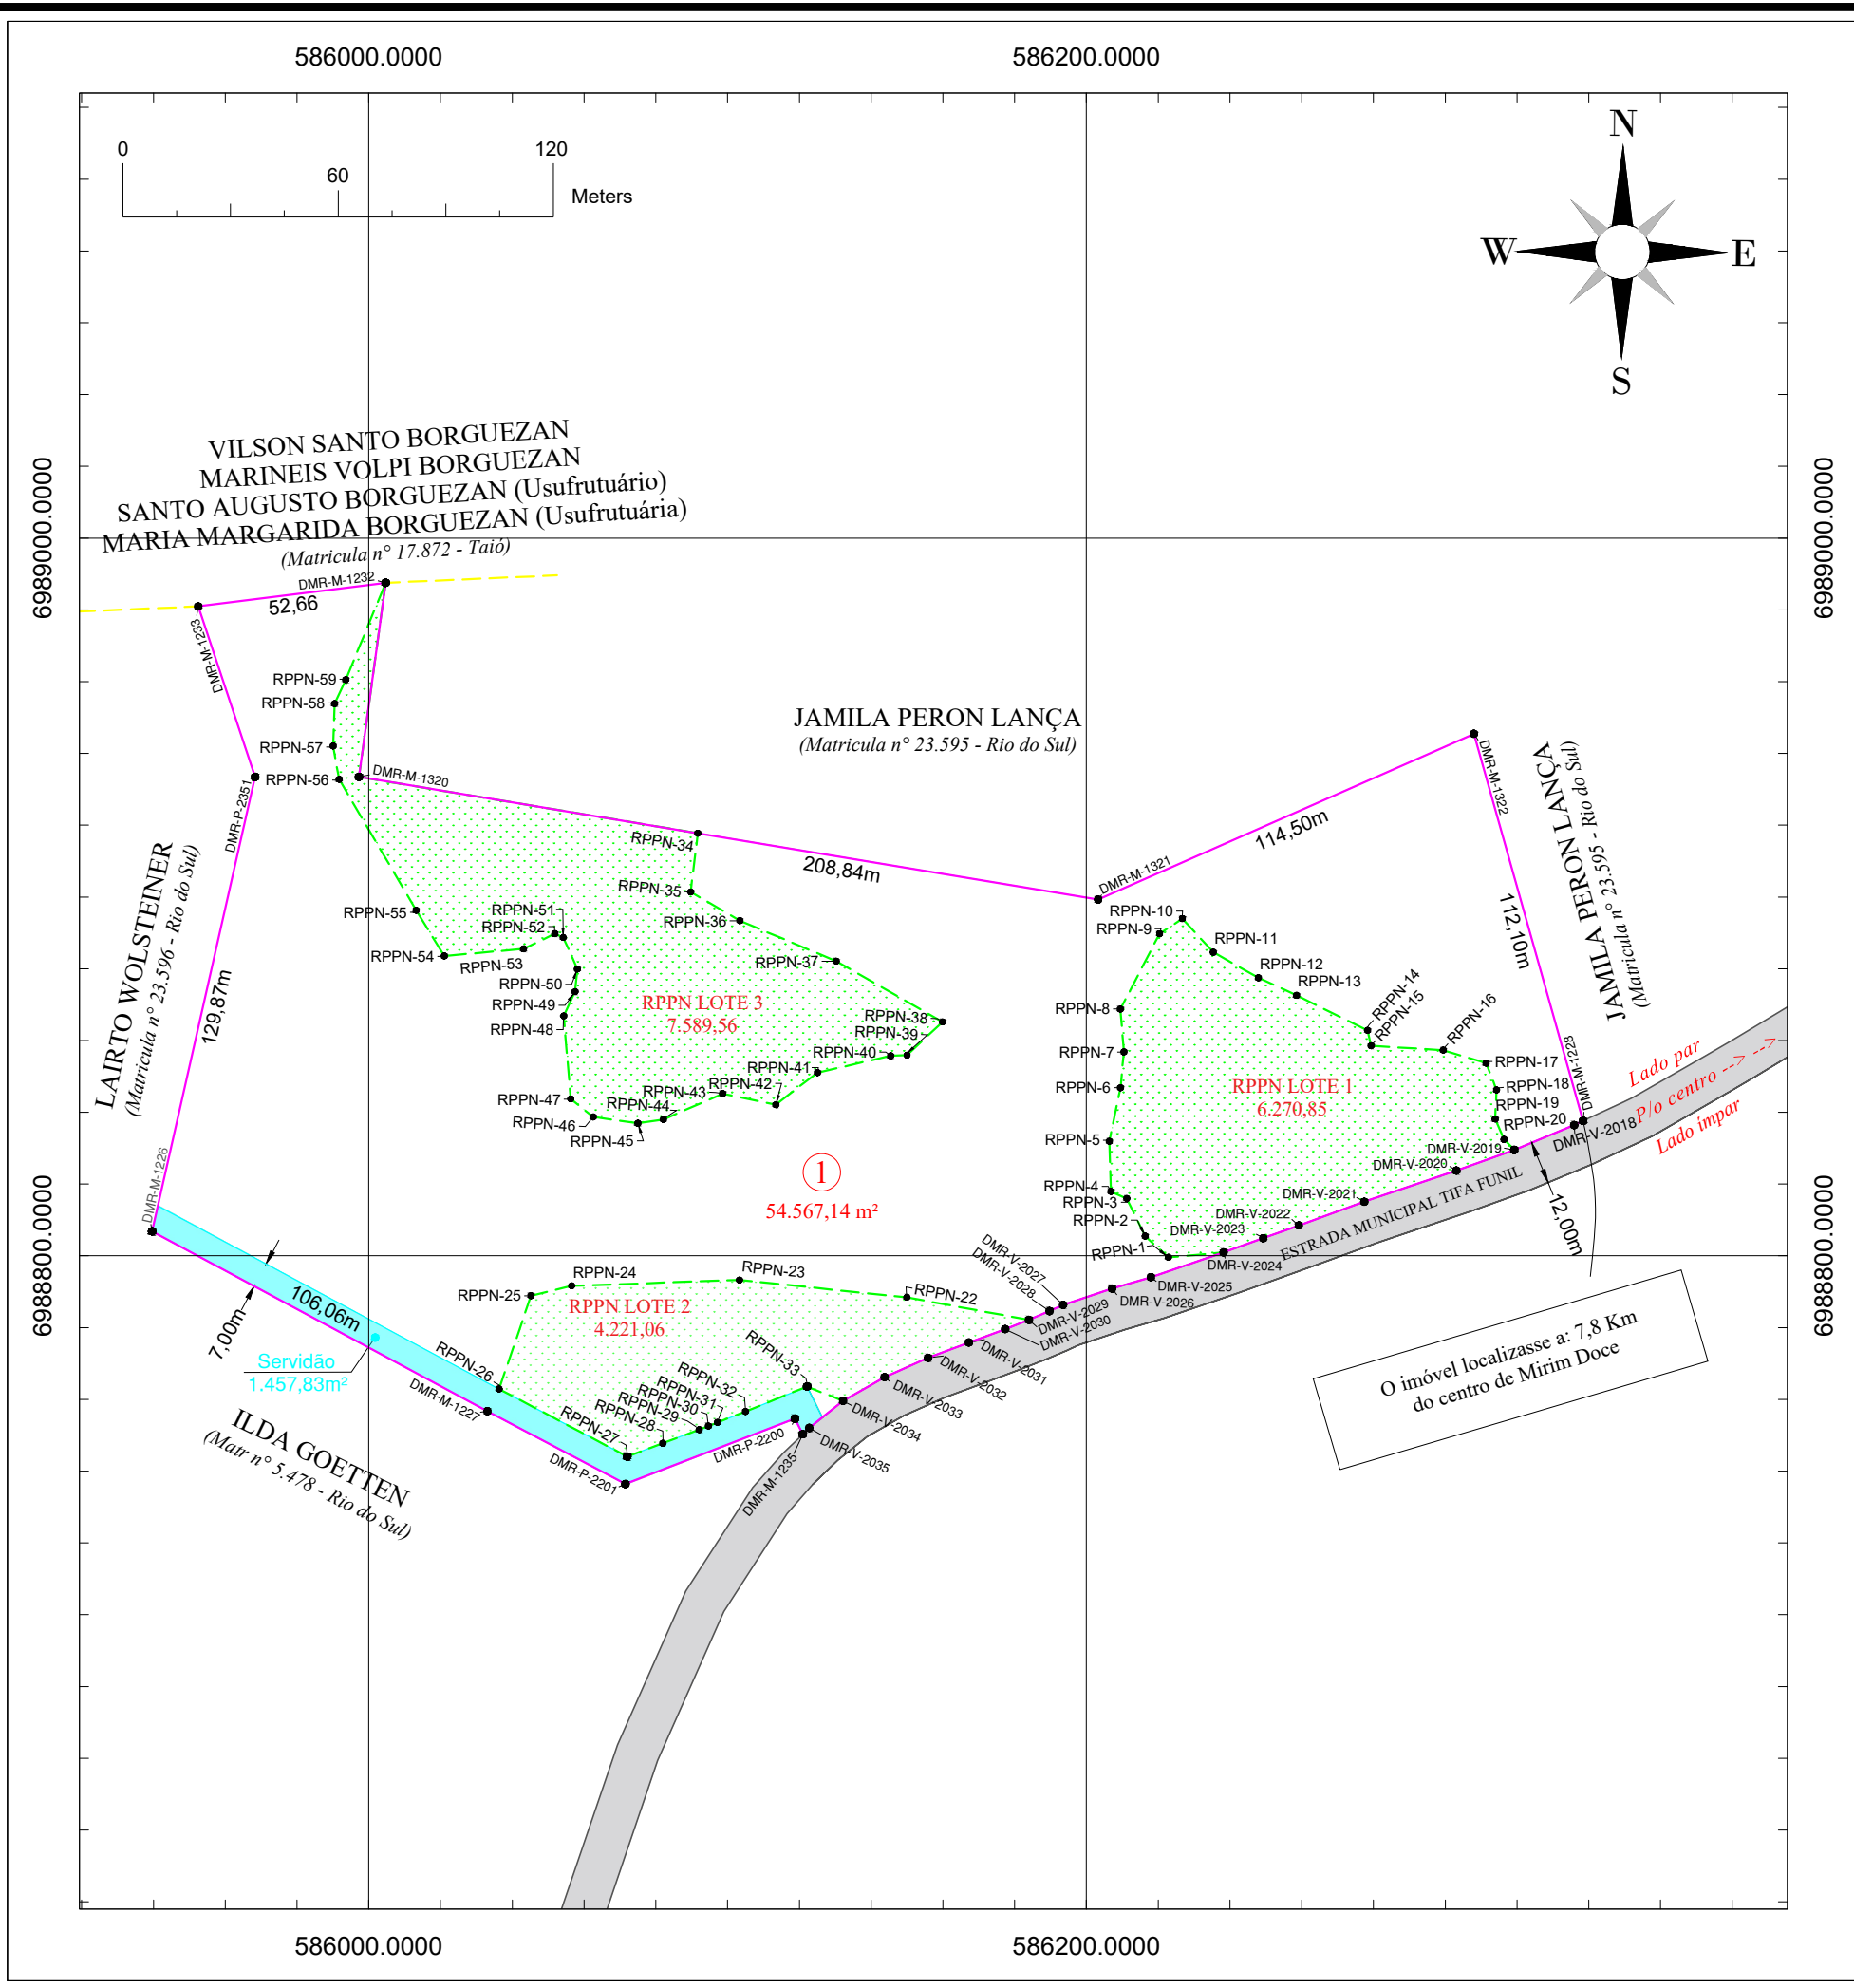 586000.0000
586200.0000
0
60
120
Meters
N
W
E
S
6989000.0000
6989000.0000
VILSON SANTO BORGUEZAN
MARINEIS VOLPI BORGUEZAN
SANTO AUGUSTO BORGUEZAN (Usufrutuário)
MARIA MARGARIDA BORGUEZAN (Usufrutuária)
(Matricula n° 17.872 - Taió)
DMR-M-1232
52,66
DMR-M-1233
RPPN-59
RPPN-58
RPPN-57
RPPN-56
DMR-M-1320
DMR-P-2351
JAMILA PERON LANÇA
(Matricula n° 23.595 - Rio do Sul)
DMR-M-1322
JAMILA PERON LANÇA
(Matricula n° 23.595 - Rio do Sul)
114,50m
112,10m
RPPN-34
208,84m
DMR-M-1321
LAIRTO WOLSTEINER
(Matricula n° 23.596 - Rio do Sul)
129,87m
RPPN-35
RPPN-36
RPPN-37
RPPN-38
RPPN-39
RPPN-40
RPPN-41
RPPN-42
RPPN-43
RPPN-44
RPPN-45
RPPN-46
RPPN-47
RPPN-48
RPPN-49
RPPN-50
RPPN-51
RPPN-52
RPPN-53
RPPN-54
RPPN-55
RPPN LOTE 3
7.589,56
RPPN-10
RPPN-9
RPPN-11
RPPN-12
RPPN-13
RPPN-14
RPPN-15
RPPN-16
RPPN-17
RPPN-18
RPPN-19
RPPN-20
RPPN-8
RPPN-7
RPPN-6
RPPN-5
RPPN-4
RPPN-3
RPPN-2
RPPN-1
RPPN LOTE 1
6.270,85
DMR-M-1228
Lado par
P/o centro --> -->
Lado impar
DMR-V-2018
DMR-V-2019
DMR-V-2020
DMR-V-2021
DMR-V-2022
DMR-V-2023
DMR-V-2024
DMR-V-2025
DMR-V-2026
DMR-V-2027
DMR-V-2028
DMR-V-2029
DMR-V-2030
DMR-V-2031
DMR-V-2032
DMR-V-2033
DMR-V-2034
DMR-V-2035
ESTRADA MUNICIPAL TIFA FUNIL
12,00m
1
54.567,14 m²
6988800.0000
6988800.0000
DMR-M-1226
106,06m
7,00m
Servidão
1.457,83m²
ILDA GOETTEN
(Matr n° 5.478 - Rio do Sul)
RPPN-22
RPPN-23
RPPN-24
RPPN-25
RPPN LOTE 2
4.221,06
RPPN-26
RPPN-27
RPPN-28
RPPN-29
RPPN-30
RPPN-31
RPPN-32
RPPN-33
DMR-M-1227
DMR-P-2201
DMR-P-2200
DMR-M-1235
O imóvel localizasse a: 7,8 Km
do centro de Mirim Doce
586000.0000
586200.0000